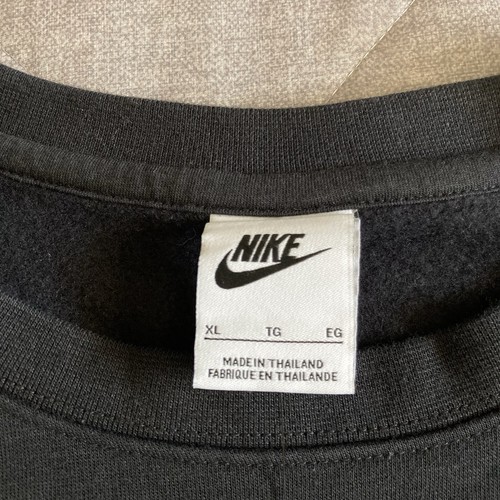 NIKE
XL TG EG
MADE IN THAILAND
FABRIQUE EN THAILANDE